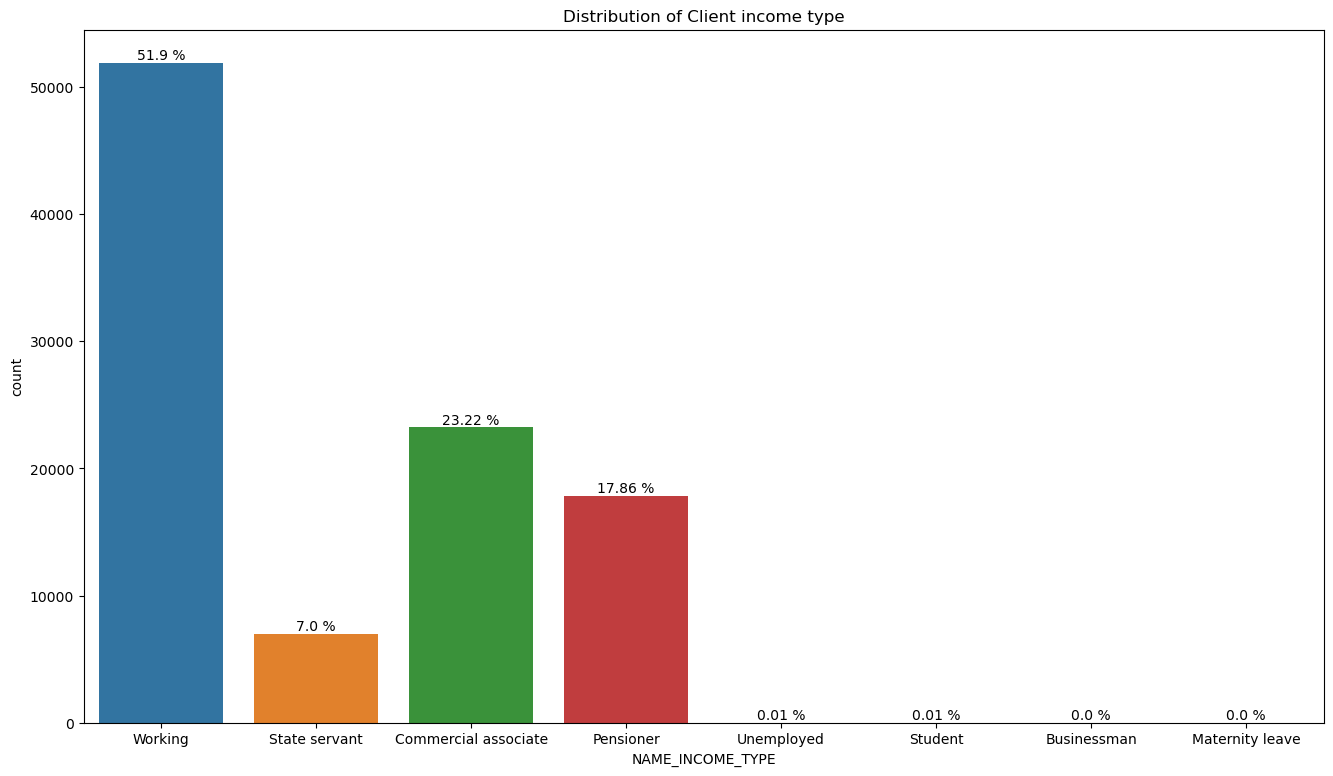 Distribution of Client income type
51.9 %
50000
40000
30000
count
23.22 %
20000
17.86 %
10000
7.0 %
0.01 %
0.01 %
0.0 %
0.0 %
0
Working
State servant
Commercial associate
Pensioner
Unemployed
Student
Businessman
Maternity leave
NAME_INCOME_TYPE